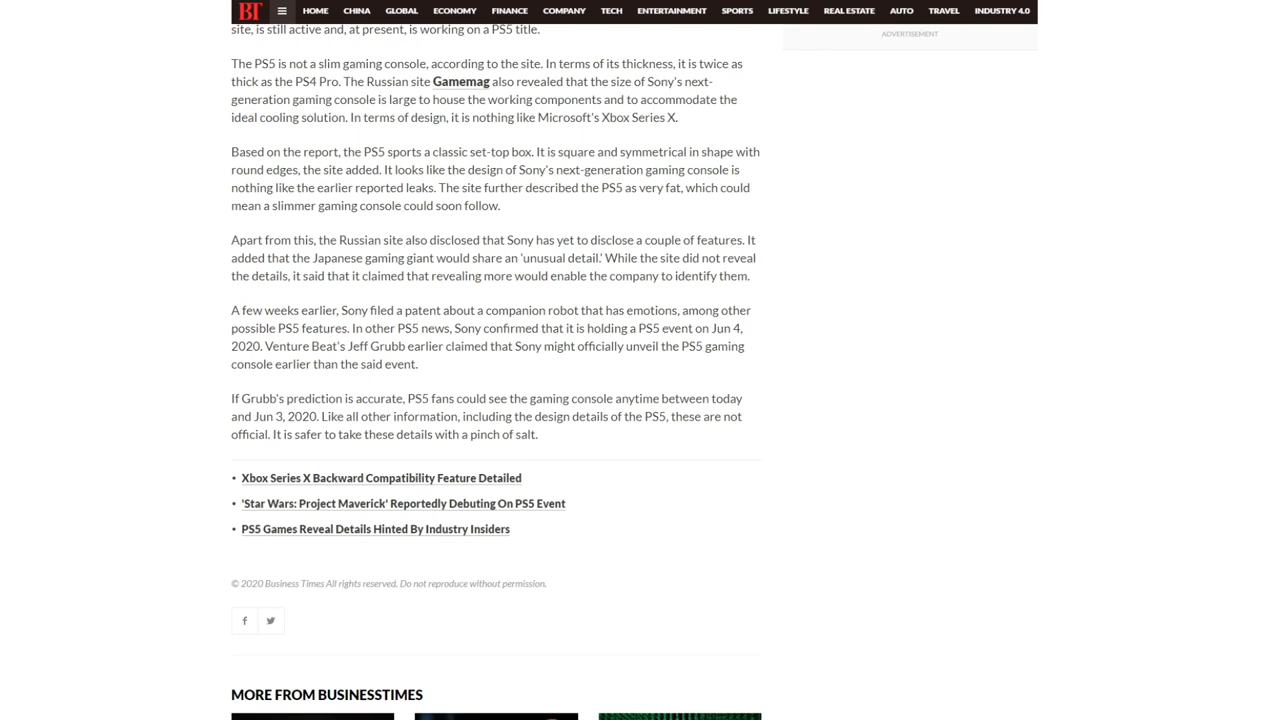 BT
HOME CHINA GLOBAL ECONOMY FINANCE COMPANY TECH ENTERTAINMENT SPORTS LIFESTYLE REAL ESTATE AUTO TRAVEL INDUSTRY 4.0
site, is still active and, at present, is working on a PS5 title.
ADVERTISEMENT
The PS5 is not a slim gaming console, according to the site. In terms of its thickness, it is twice as
thick as the PS4 Pro. The Russian site Gamemag also revealed that the size of Sony's next-
generation gaming console is large to house the working components and to accommodate the
ideal cooling solution. In terms of design, it is nothing like Microsoft's Xbox Series X.
Based on the report, the PS5 sports a classic set-top box. It is square and symmetrical in shape with
round edges, the site added. It looks like the design of Sony's next-generation gaming console is
nothing like the earlier reported leaks. The site further described the PS5 as very fat, which could
mean a slimmer gaming console could soon follow.
Apart from this, the Russian site also disclosed that Sony has yet to disclose a couple of features. It
added that the Japanese gaming giant would share an 'unusual detail.' While the site did not reveal
the details, it said that it claimed that revealing more would enable the company to identify them.
A few weeks earlier, Sony filed a patent about a companion robot that has emotions, among other
possible PS5 features. In other PS5 news, Sony confirmed that it is holding a PS5 event on Jun 4,
2020. Venture Beat's Jeff Grubb earlier claimed that Sony might officially unveil the PS5 gaming
console earlier than the said event.
If Grubb's prediction is accurate, PS5 fans could see the gaming console anytime between today
and Jun 3, 2020. Like all other information, including the design details of the PS5, these are not
official. It is safer to take these details with a pinch of salt.
• Xbox Series X Backward Compatibility Feature Detailed
• 'Star Wars: Project Maverick' Reportedly Debuting On PS5 Event
• PS5 Games Reveal Details Hinted By Industry Insiders
© 2020 Business Times All rights reserved. Do not reproduce without permission.
MORE FROM BUSINESSTIMES